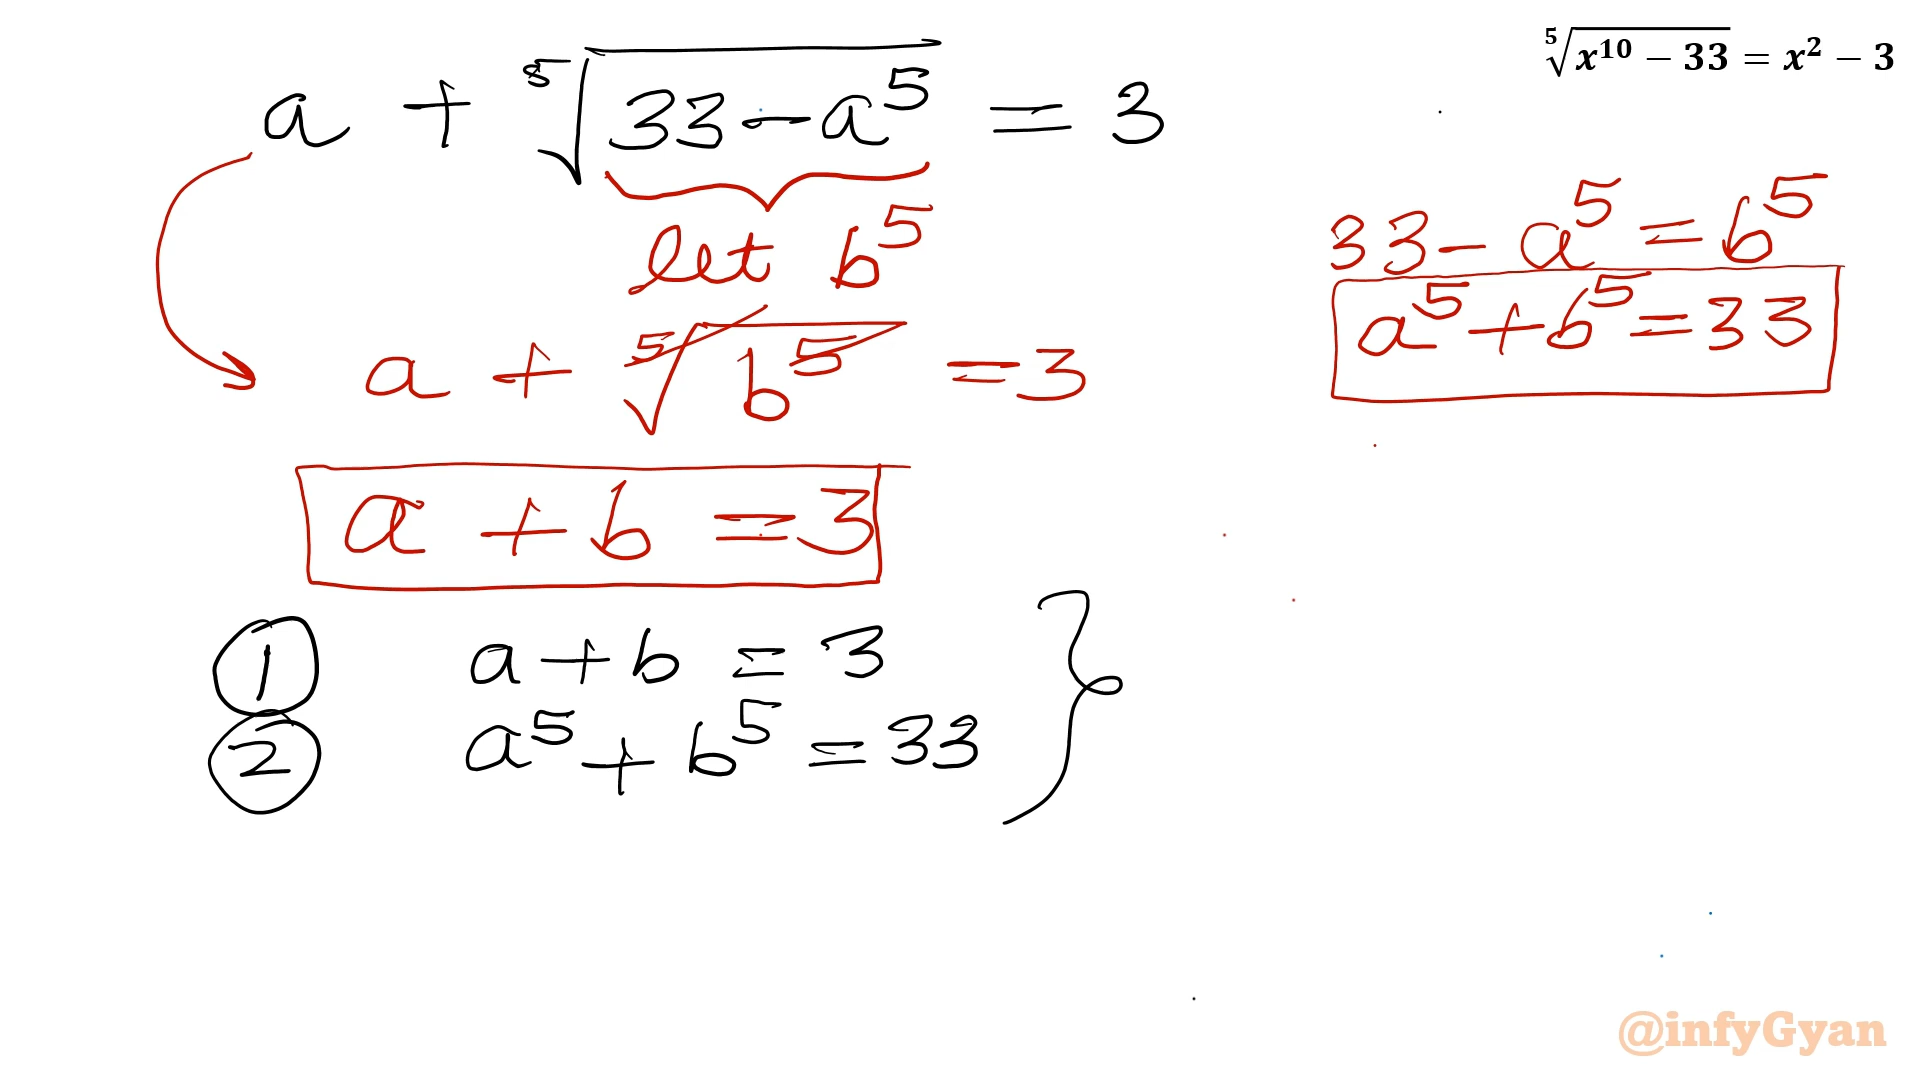 ⁵√(x¹⁰ − 33) = x² − 3
a + ⁵√(33 − a⁵) = 3
let b⁵
33 − a⁵ = b⁵
a⁵ + b⁵ = 33
a + ⁵√(b⁵) = 3
a + b = 3
1 a + b = 3
2 a⁵ + b⁵ = 33
@infyGyan